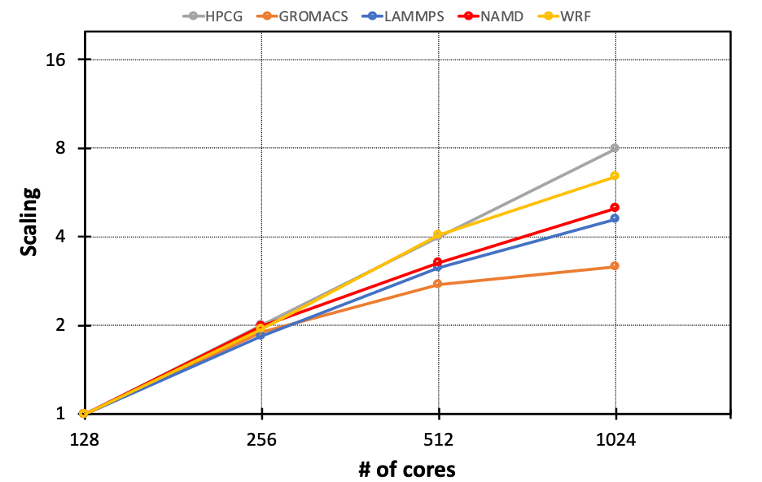 HPCG GROMACS LAMMPS NAMD WRF
16
8
4
2
1
Scaling
128 256 512 1024
# of cores